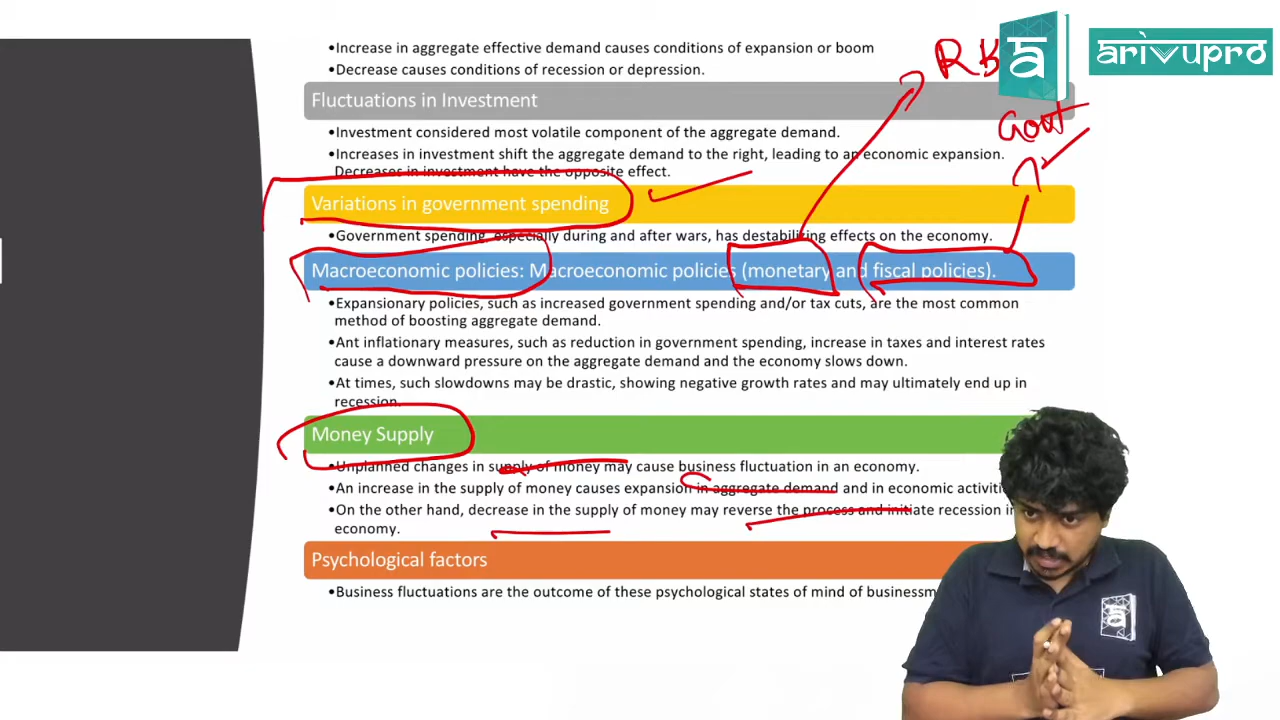 •Increase in aggregate effective demand causes conditions of expansion or boom
•Decrease causes conditions of recession or depression.
Fluctuations in Investment
•Investment considered most volatile component of the aggregate demand.
•Increases in investment shift the aggregate demand to the right, leading to an economic expansion.
Decreases in investment have the opposite effect.
Variations in government spending
•Government spending, especially during and after wars, has destabilizing effects on the economy.
Macroeconomic policies: Macroeconomic policies (monetary and fiscal policies).
•Expansionary policies, such as increased government spending and/or tax cuts, are the most common
method of boosting aggregate demand.
•Ant inflationary measures, such as reduction in government spending, increase in taxes and interest rates
cause a downward pressure on the aggregate demand and the economy slows down.
•At times, such slowdowns may be drastic, showing negative growth rates and may ultimately end up in
recession.
Money Supply
•Unplanned changes in supply of money may cause business fluctuation in an economy.
•An increase in the supply of money causes expansion in aggregate demand and in economic activiti
•On the other hand, decrease in the supply of money may reverse the process and initiate recession in
economy.
Psychological factors
•Business fluctuations are the outcome of these psychological states of mind of businessm
RB
Govt
arivupro